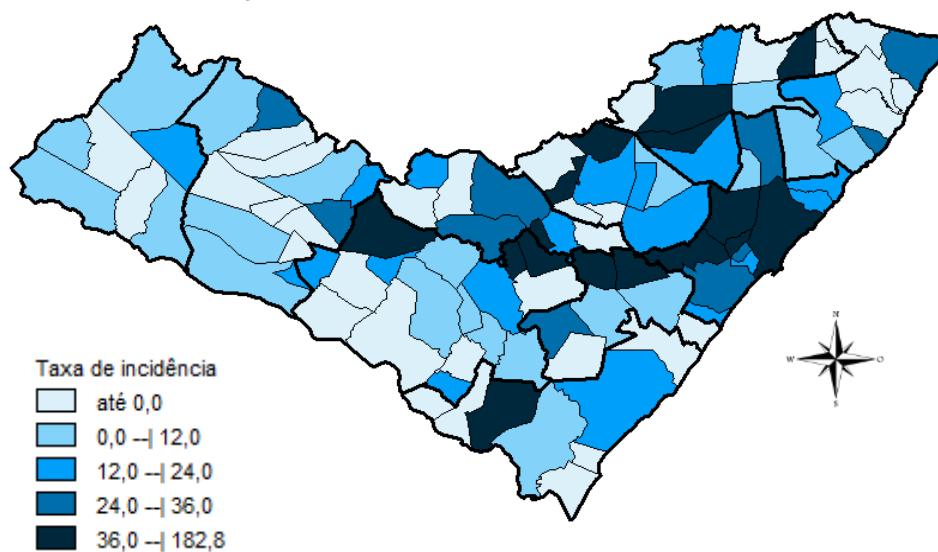 Taxa de incidência
até 0,0
0,0 --| 12,0
12,0 --| 24,0
24,0 --| 36,0
36,0 --| 182,8
N
W O
S